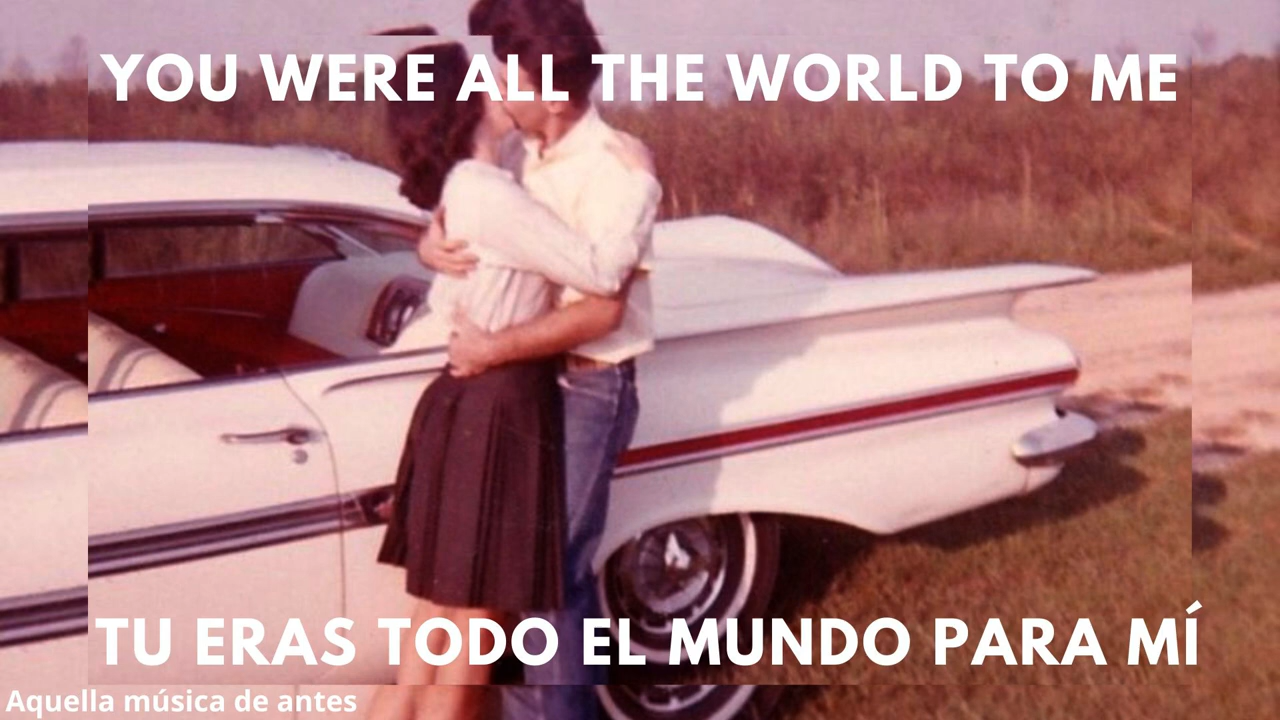 YOU WERE ALL THE WORLD TO ME
TU ERAS TODO EL MUNDO PARA MÍ
Aquella música de antes